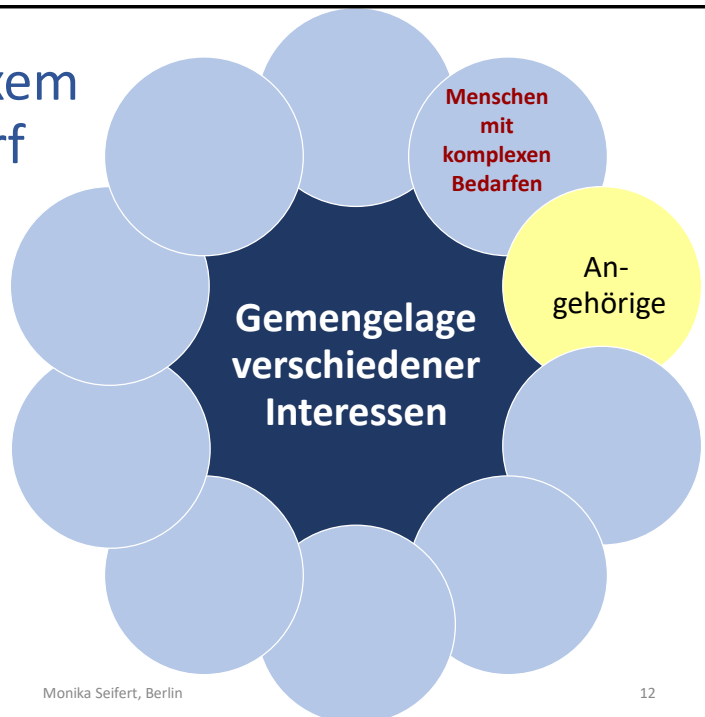 xem
rf
Menschen
mit
komplexen
Bedarfen
An-
gehörige
Gemengelage
verschiedener
Interessen
Monika Seifert, Berlin
12